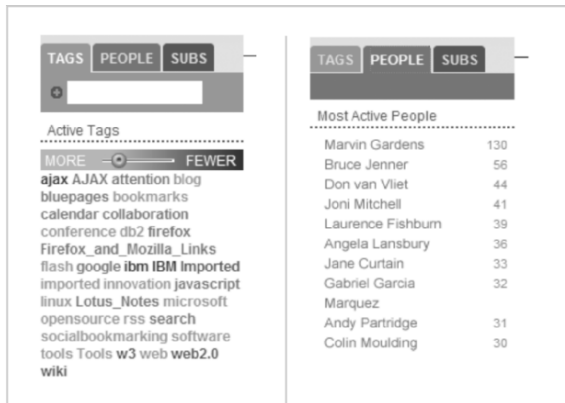 TAGS PEOPLE SUBS
Active Tags
MORE FEWER
ajax AJAX attention blog
bluepages bookmarks
calendar collaboration
conference db2 firefox
Firefox_and_Mozilla_Links
flash google ibm IBM Imported
imported innovation javascript
linux Lotus_Notes microsoft
opensource rss search
socialbookmarking software
tools Tools w3 web web2.0
wiki
TAGS PEOPLE SUBS
Most Active People
Marvin Gardens 130
Bruce Jenner 56
Don van Vliet 44
Joni Mitchell 41
Laurence Fishburn 39
Angela Lansbury 36
Jane Curtain 33
Gabriel Garcia 32
Marquez
Andy Partridge 31
Colin Moulding 30